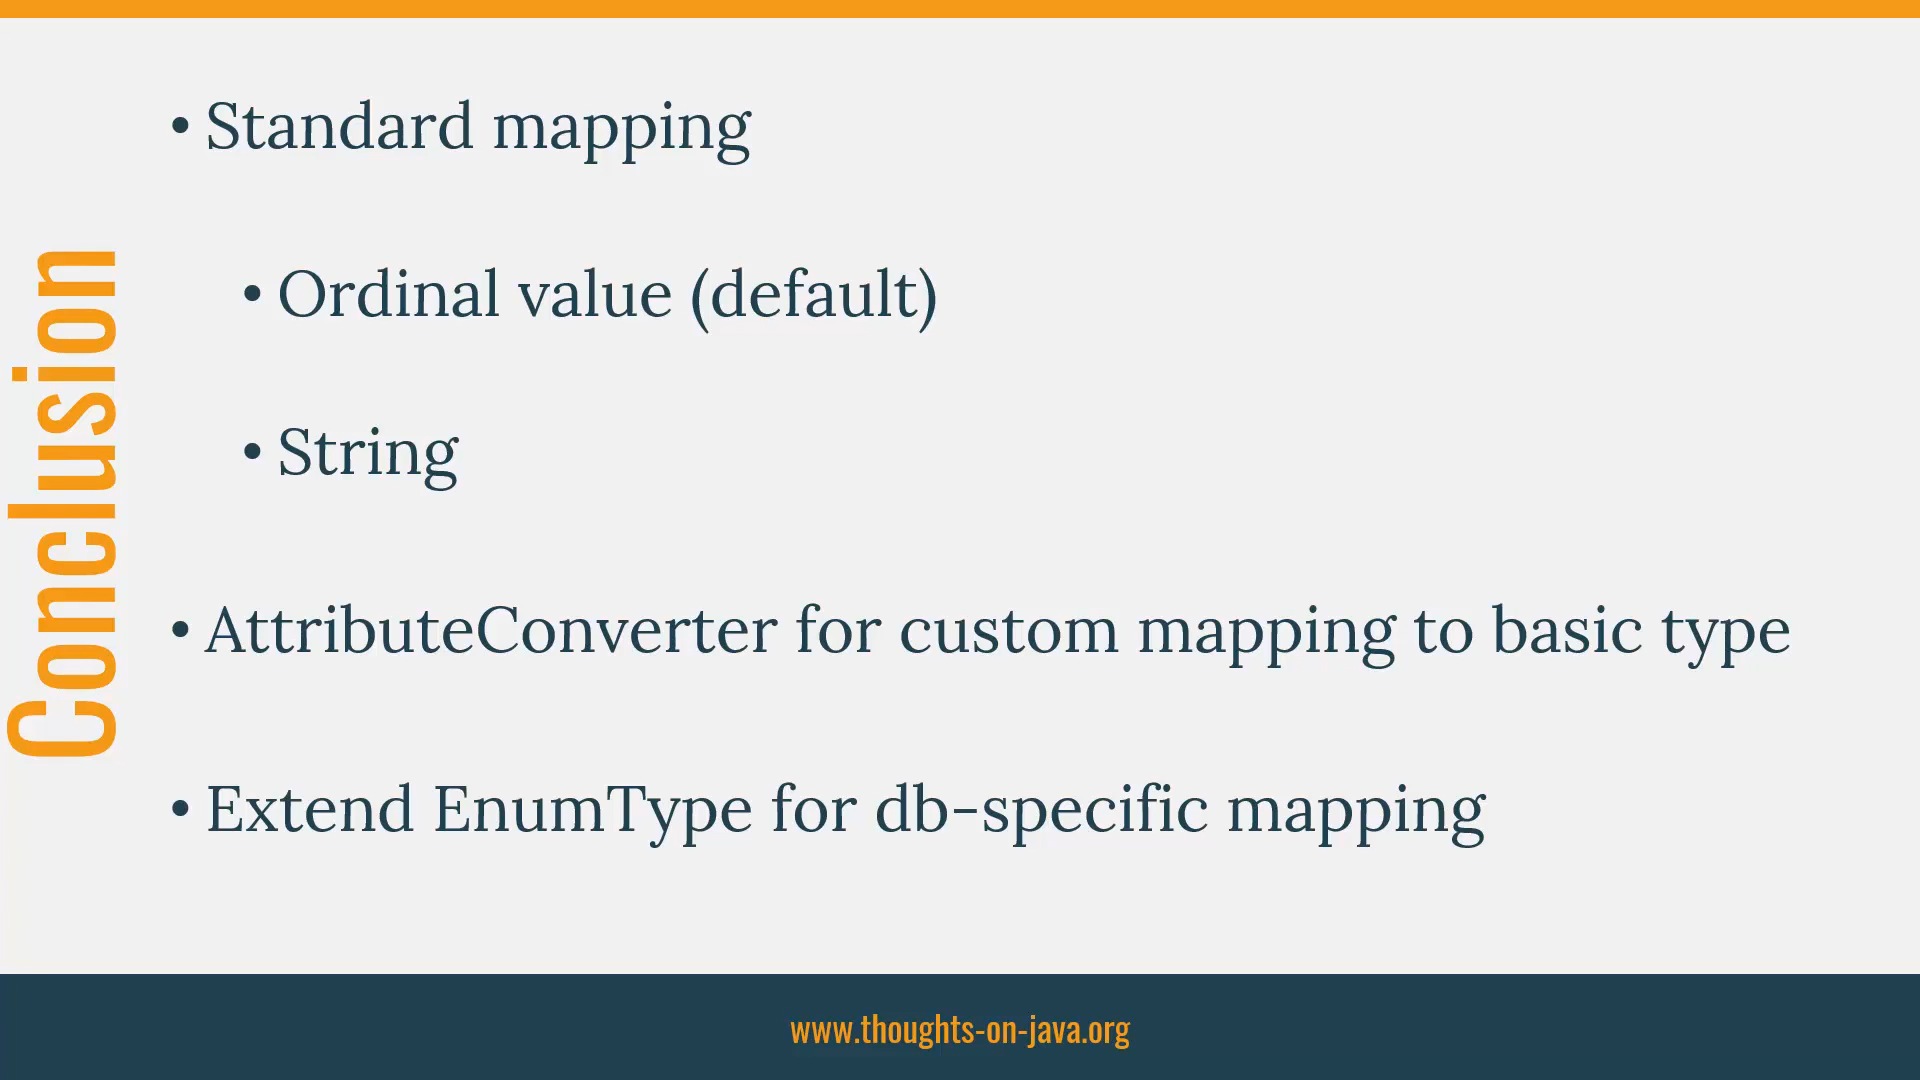 Conclusion
• Standard mapping
• Ordinal value (default)
• String
• AttributeConverter for custom mapping to basic type
• Extend EnumType for db-specific mapping
www.thoughts-on-java.org